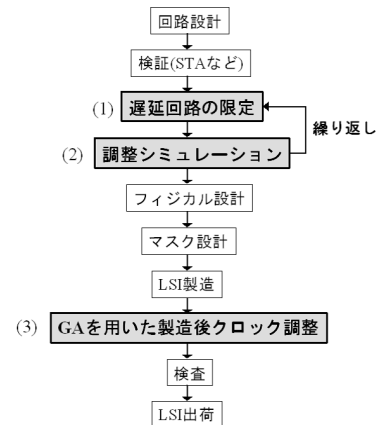 回路設計
検証(STAなど)
(1) 遅延回路の限定
繰り返し
(2) 調整シミュレーション
フィジカル設計
マスク設計
LSI製造
(3) GAを用いた製造後クロック調整
検査
LSI出荷